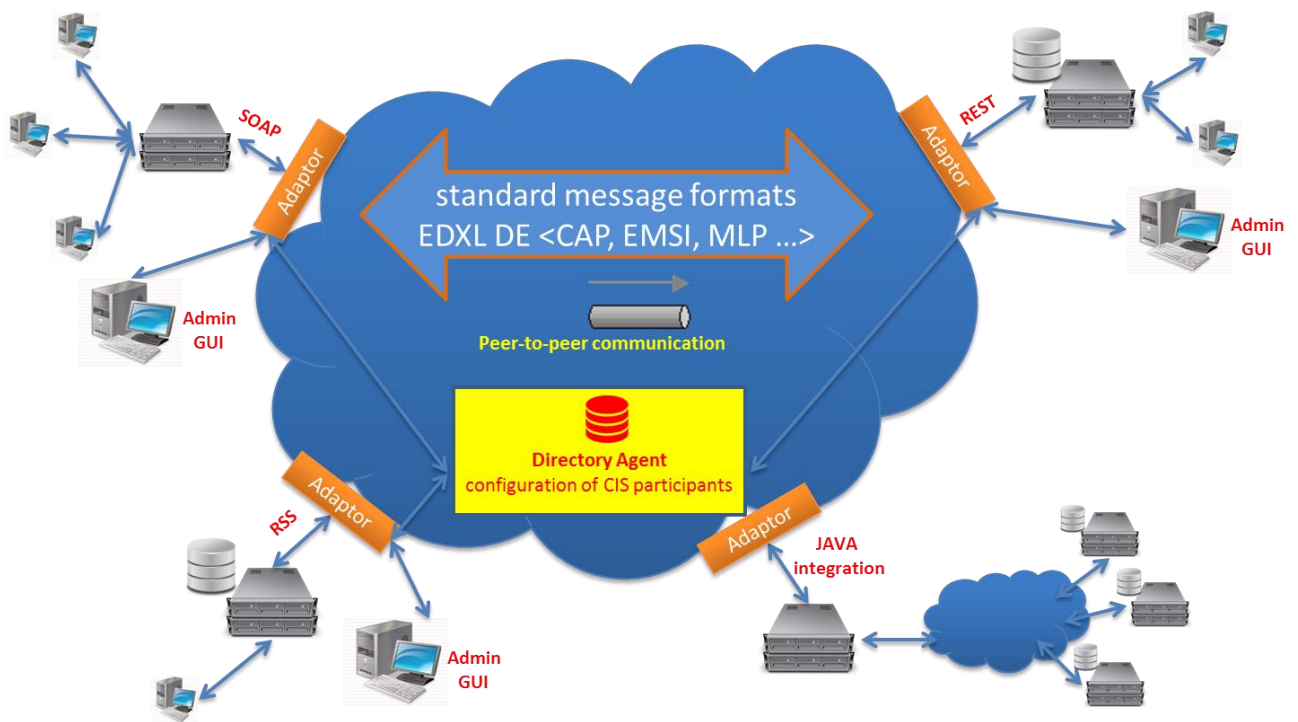 SOAP
Adaptor
REST
Adaptor
standard message formats
EDXL DE <CAP, EMSI, MLP ...>
Admin
GUI
Admin
GUI
Peer-to-peer communication
Directory Agent
configuration of CIS participants
Adaptor
RSS
Adaptor
JAVA
integration
Admin
GUI